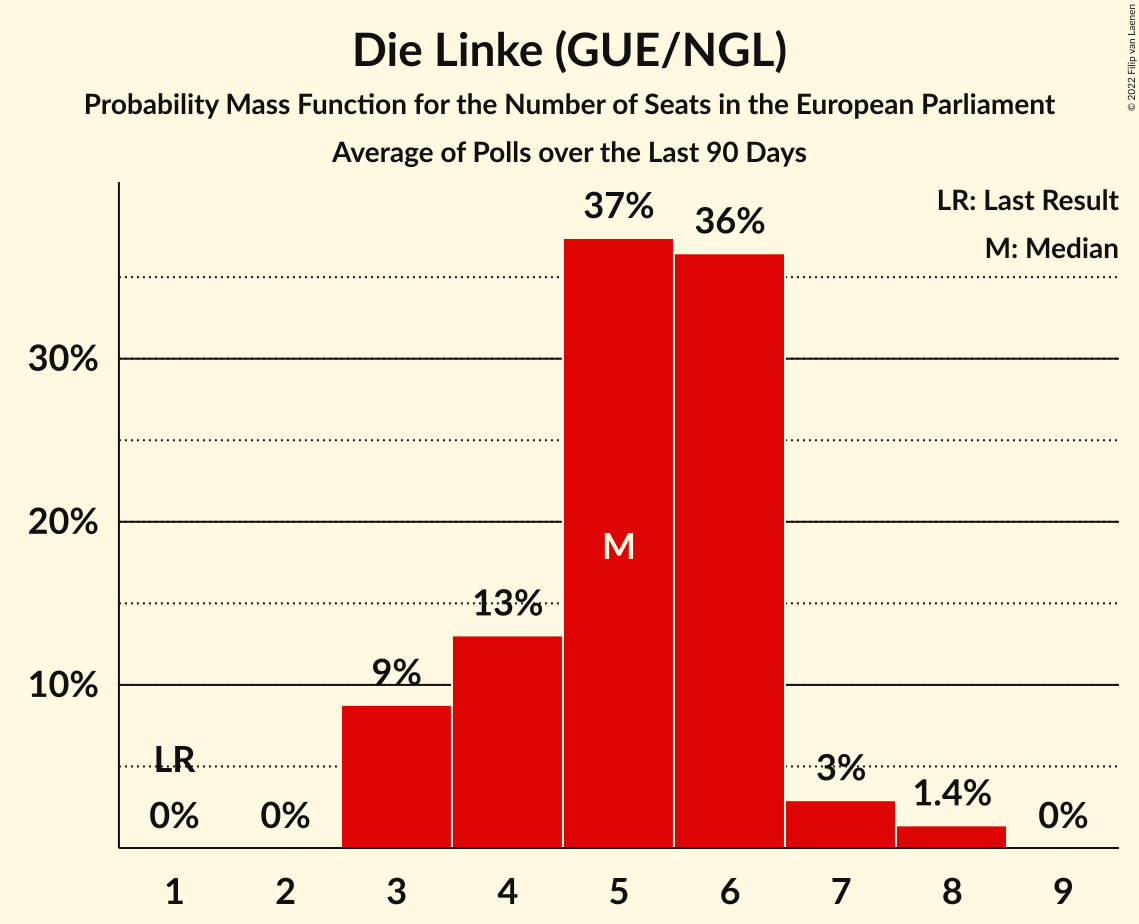 Die Linke (GUE/NGL)
Probability Mass Function for the Number of Seats in the European Parliament
Average of Polls over the Last 90 Days
© 2022 Filip van Laenen
LR: Last Result
M: Median
37%
36%
30%
20%
M
13%
9%
10%
LR
3%
1.4%
0%
0%
0%
1 2 3 4 5 6 7 8 9